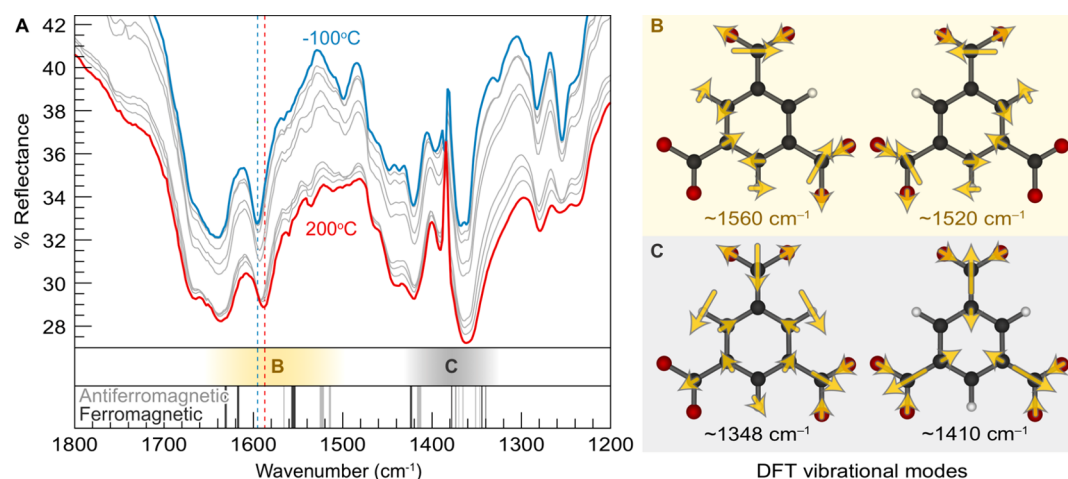 A
42
40
38
36
34
32
30
28
% Reflectance
-100°C
200°C
B
C
Antiferromagnetic
Ferromagnetic
1800
1700
1600
1500
1400
1300
1200
Wavenumber (cm⁻¹)
B
~1560 cm⁻¹
~1520 cm⁻¹
C
~1348 cm⁻¹
~1410 cm⁻¹
DFT vibrational modes